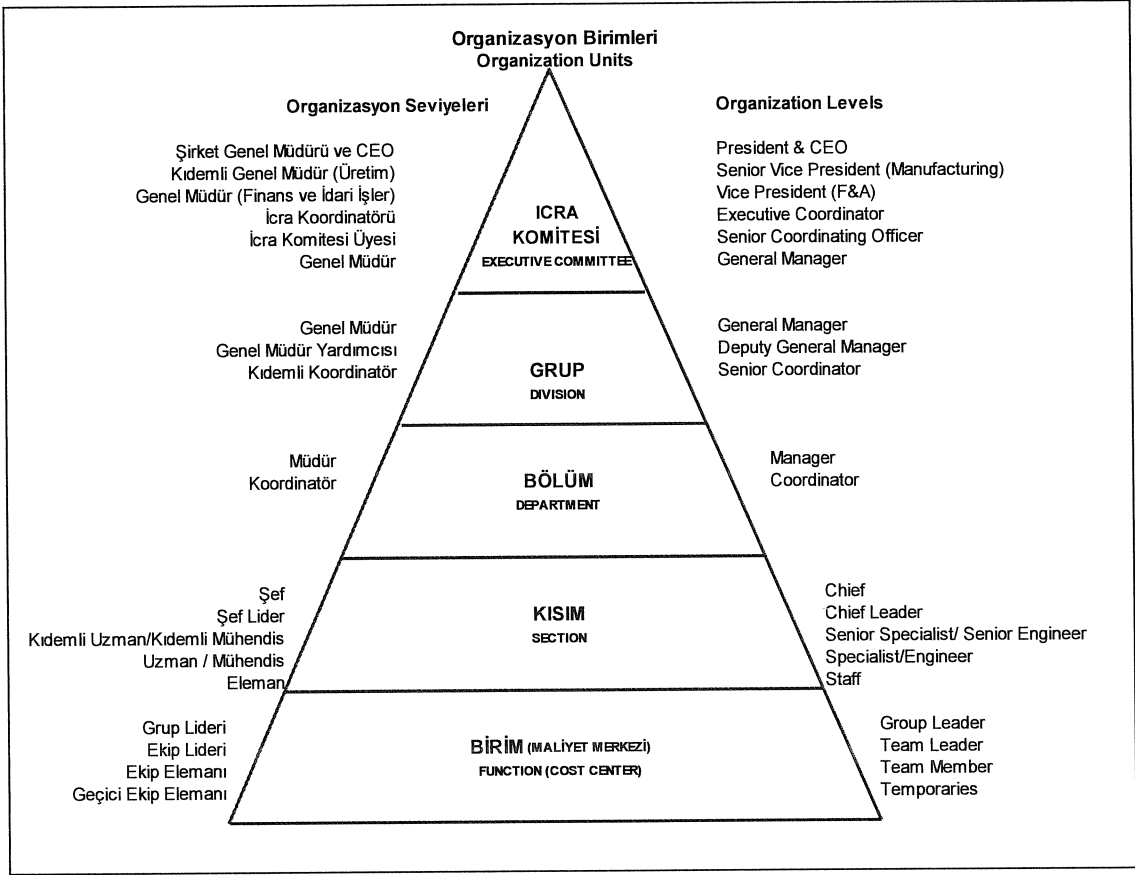 Organizasyon Birimleri
Organization Units
Organizasyon Seviyeleri
Organization Levels
Şirket Genel Müdürü ve CEO
Kıdemli Genel Müdür (Üretim)
Genel Müdür (Finans ve İdari İşler)
İcra Koordinatörü
İcra Komitesi Üyesi
Genel Müdür
ICRA
KOMİTESİ
EXECUTIVE COMMITTEE
President & CEO
Senior Vice President (Manufacturing)
Vice President (F&A)
Executive Coordinator
Senior Coordinating Officer
General Manager
Genel Müdür
Genel Müdür Yardımcısı
Kıdemli Koordinatör
GRUP
DIVISION
General Manager
Deputy General Manager
Senior Coordinator
Müdür
Koordinatör
BÖLÜM
DEPARTMENT
Manager
Coordinator
Şef
Şef Lider
Kıdemli Uzman/Kıdemli Mühendis
Uzman / Mühendis
Eleman
KISIM
SECTION
Chief
Chief Leader
Senior Specialist/ Senior Engineer
Specialist/Engineer
Staff
Grup Lideri
Ekip Lideri
Ekip Elemanı
Geçici Ekip Elemanı
BİRİM (MALİYET MERKEZİ)
FUNCTION (COST CENTER)
Group Leader
Team Leader
Team Member
Temporaries